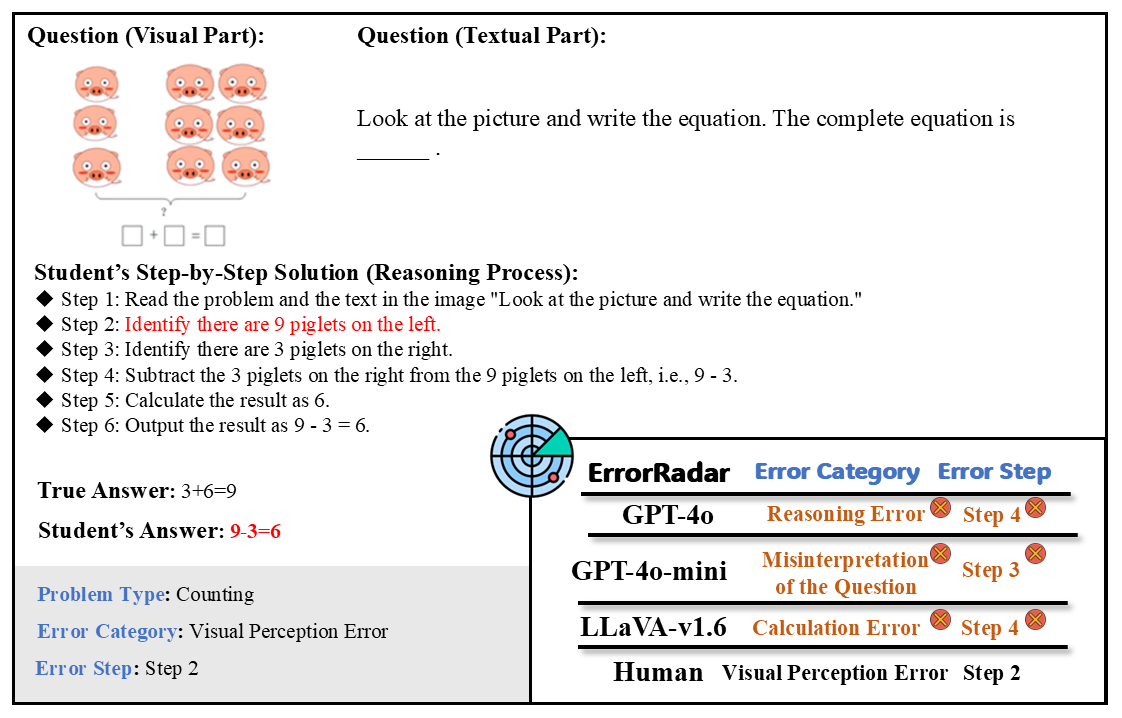 Question (Visual Part):
Question (Textual Part):
Look at the picture and write the equation. The complete equation is
______ .
?
□ + □ = □
Student’s Step-by-Step Solution (Reasoning Process):
◆ Step 1: Read the problem and the text in the image "Look at the picture and write the equation."
◆ Step 2: Identify there are 9 piglets on the left.
◆ Step 3: Identify there are 3 piglets on the right.
◆ Step 4: Subtract the 3 piglets on the right from the 9 piglets on the left, i.e., 9 - 3.
◆ Step 5: Calculate the result as 6.
◆ Step 6: Output the result as 9 - 3 = 6.
True Answer: 3+6=9
Student’s Answer: 9-3=6
Problem Type: Counting
Error Category: Visual Perception Error
Error Step: Step 2
ErrorRadar Error Category Error Step
GPT-4o Reasoning Error Step 4
GPT-4o-mini Misinterpretation of the Question Step 3
LLaVA-v1.6 Calculation Error Step 4
Human Visual Perception Error Step 2